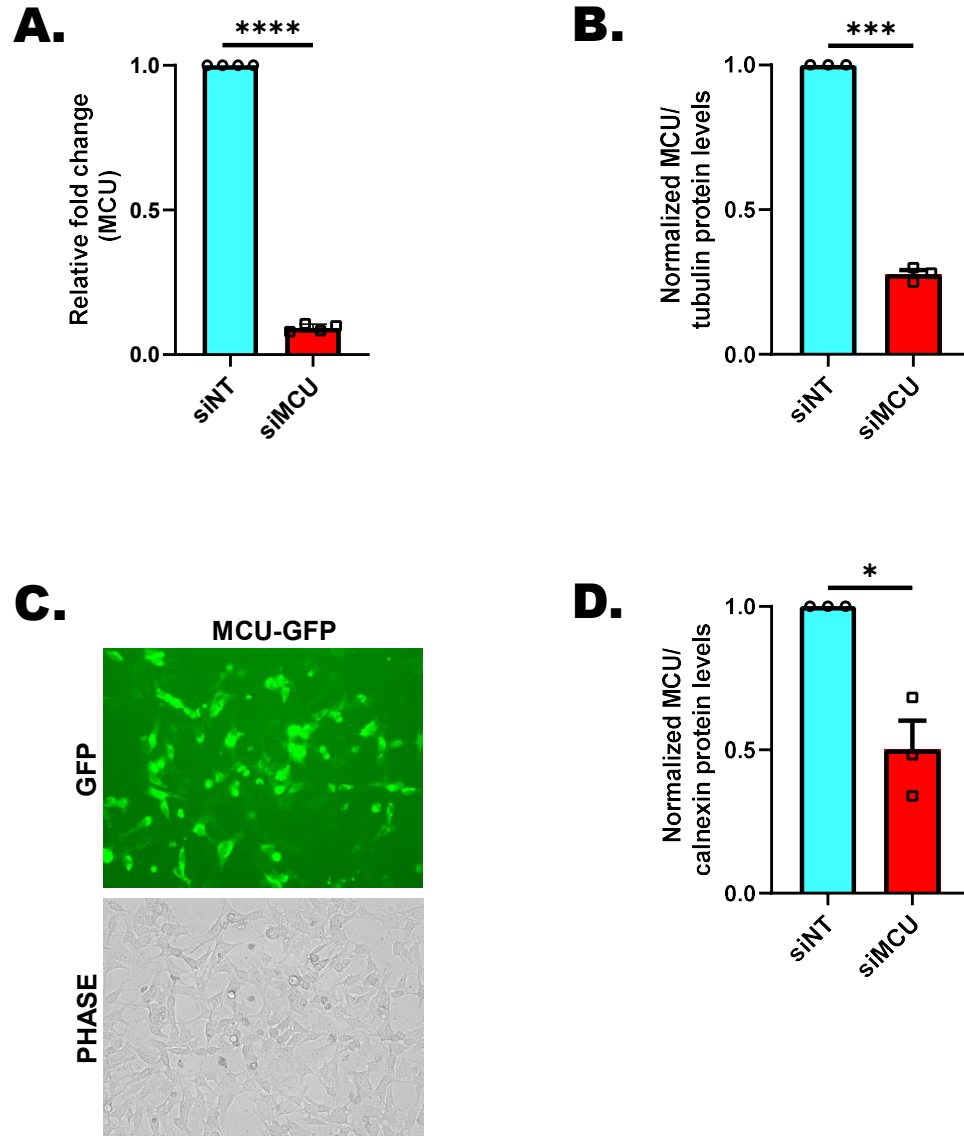 A.
****
Relative fold change
(MCU)
1.0
0.5
0.0
siNT
siMCU
B.
***
Normalized MCU/
tubulin protein levels
1.0
0.5
0.0
siNT
siMCU
C.
MCU-GFP
GFP
PHASE
D.
*
Normalized MCU/
calnexin protein levels
1.0
0.5
0.0
siNT
siMCU